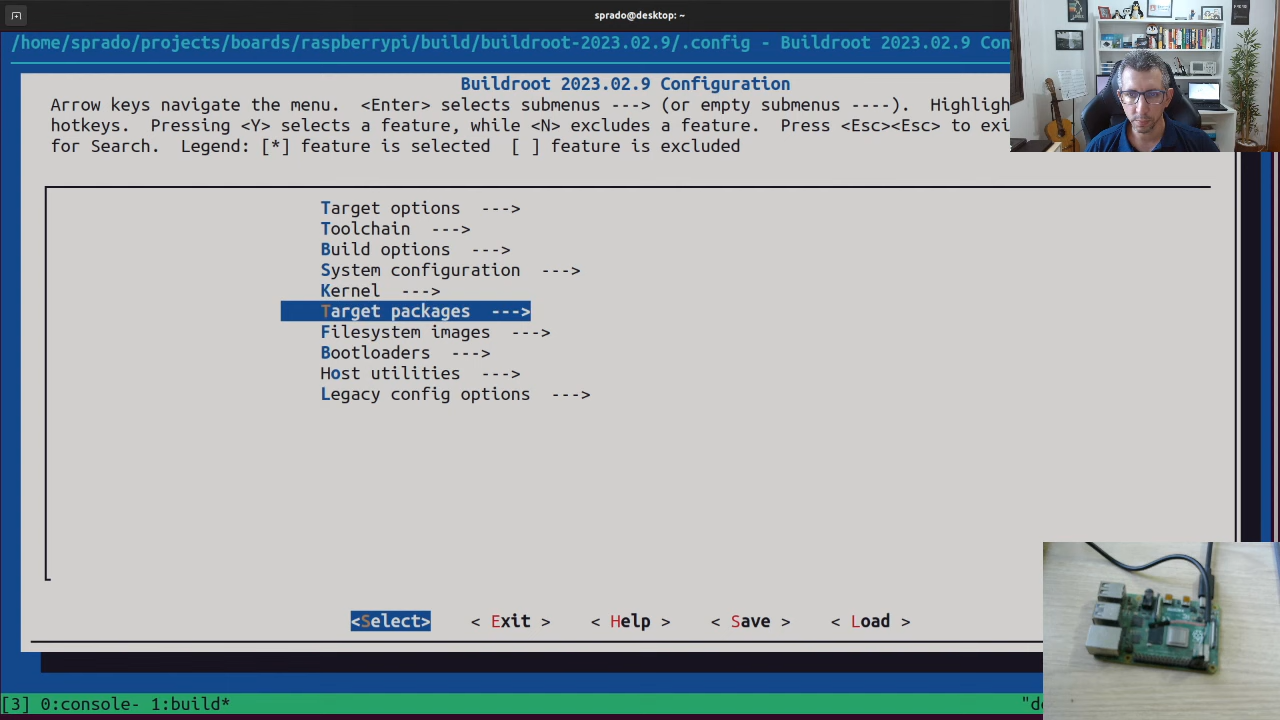 sprado@desktop: ~
/home/sprado/projects/boards/raspberrypi/build/buildroot-2023.02.9/.config - Buildroot 2023.02.9 Con
Buildroot 2023.02.9 Configuration
Arrow keys navigate the menu.  <Enter> selects submenus ---> (or empty submenus ----).  Highligh
hotkeys.  Pressing <Y> selects a feature, while <N> excludes a feature.  Press <Esc><Esc> to exi
for Search.  Legend: [*] feature is selected  [ ] feature is excluded
Target options  --->
Toolchain  --->
Build options  --->
System configuration  --->
Kernel  --->
Target packages  --->
Filesystem images  --->
Bootloaders  --->
Host utilities  --->
Legacy config options  --->
<Select>    < Exit >    < Help >    < Save >    < Load >
[3] 0:console- 1:build*    "de